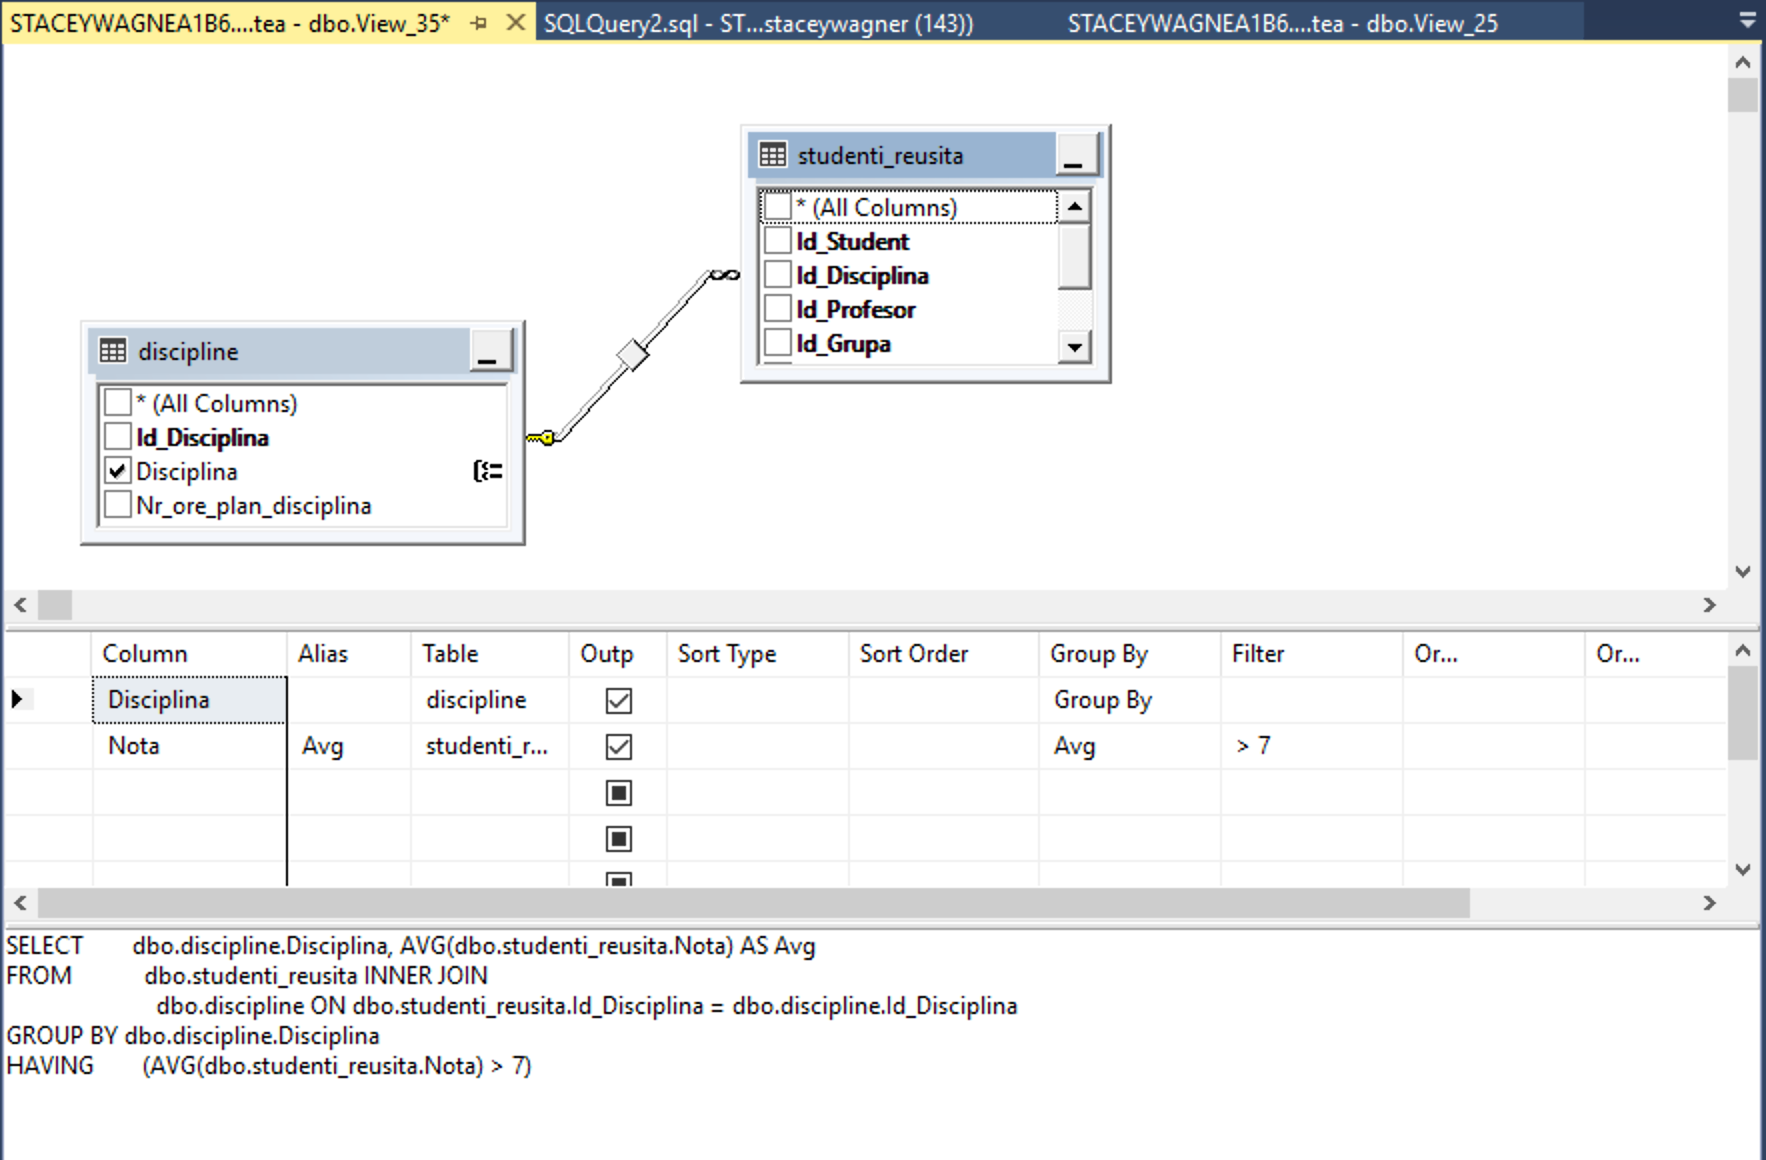 STACEYWAGNEA1B6....tea - dbo.View_35*
SQLQuery2.sql - ST...staceywagner (143))
STACEYWAGNEA1B6....tea - dbo.View_25
studenti_reusita
* (All Columns)
Id_Student
Id_Disciplina
Id_Profesor
Id_Grupa
discipline
* (All Columns)
Id_Disciplina
Disciplina
Nr_ore_plan_disciplina
Column Alias Table Outp Sort Type Sort Order Group By Filter Or... Or...
Disciplina discipline Group By
Nota Avg studenti_r... Avg > 7
SELECT dbo.discipline.Disciplina, AVG(dbo.studenti_reusita.Nota) AS Avg
FROM dbo.studenti_reusita INNER JOIN
dbo.discipline ON dbo.studenti_reusita.Id_Disciplina = dbo.discipline.Id_Disciplina
GROUP BY dbo.discipline.Disciplina
HAVING (AVG(dbo.studenti_reusita.Nota) > 7)